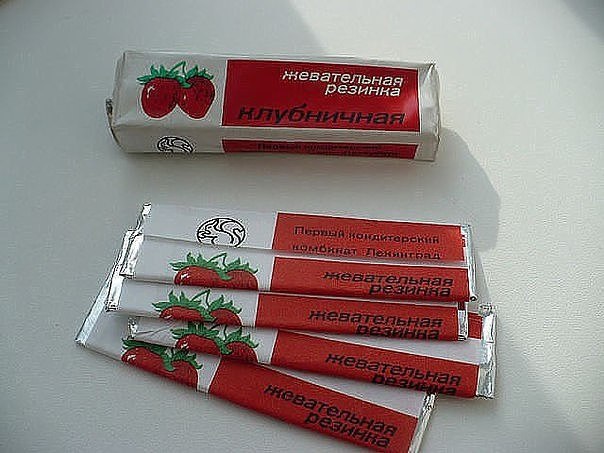 жевательная
резинка
клубничная
Первый кондитерский
комбинат Ленинград
жевательная
резинка
жевательная
резинка
жевательная
резинка
жевательная
резинка